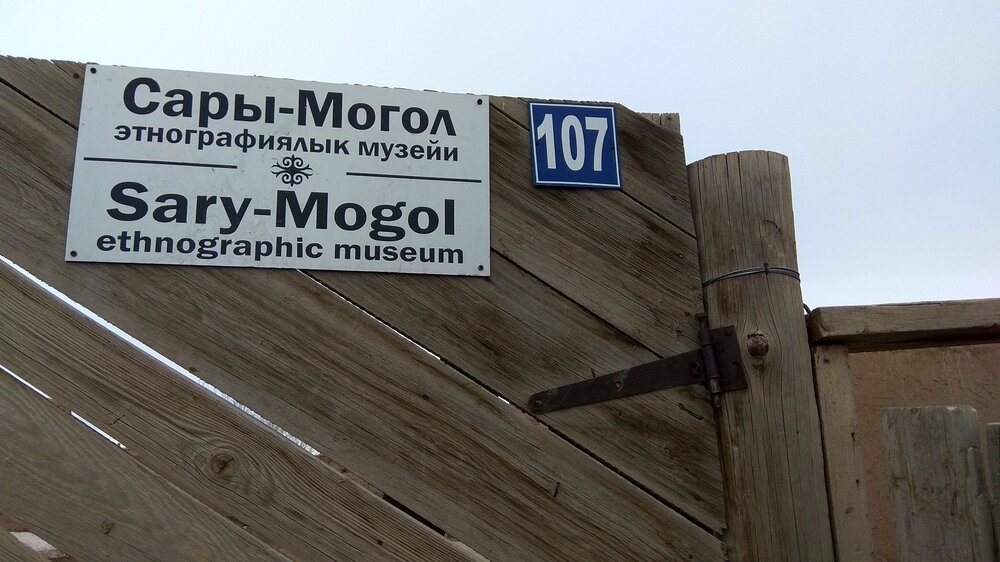 Сары-Могол
этнографиялык музейи
Sary-Mogol
ethnographic museum
107